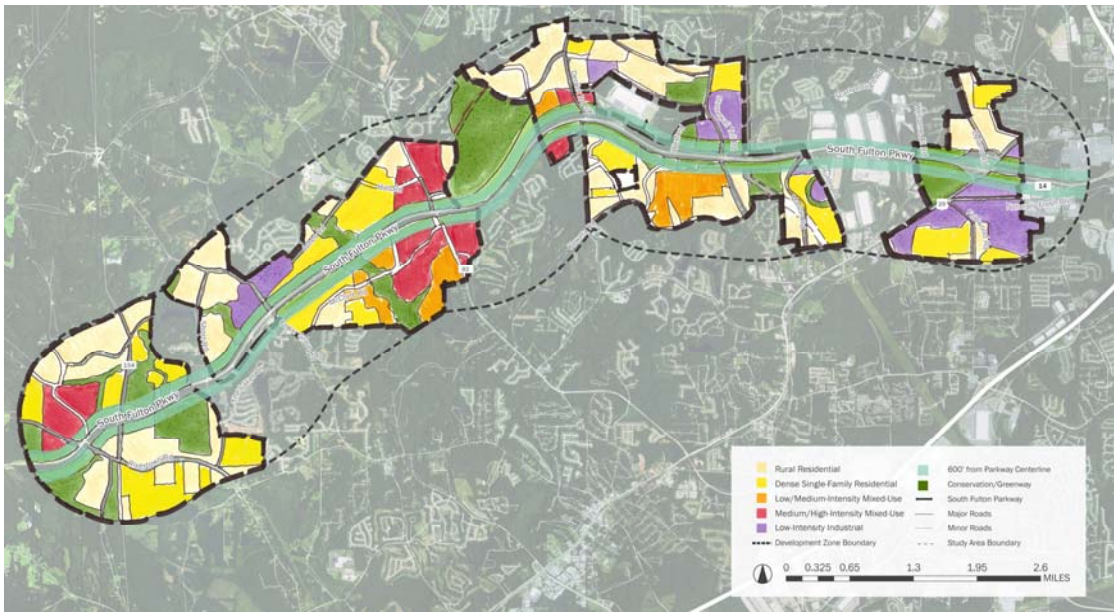 South Fulton Pkwy
14
29
South Fulton Pkwy
92
154
South Fulton Pkwy
Rural Residential
Dense Single-Family Residential
Low/Medium-Intensity Mixed-Use
Medium/High-Intensity Mixed-Use
Low-Intensity Industrial
Development Zone Boundary
600' from Parkway Centerline
Conservation/Greenway
South Fulton Parkway
Major Roads
Minor Roads
Study Area Boundary
0 0.325 0.65 1.3 1.95 2.6
MILES